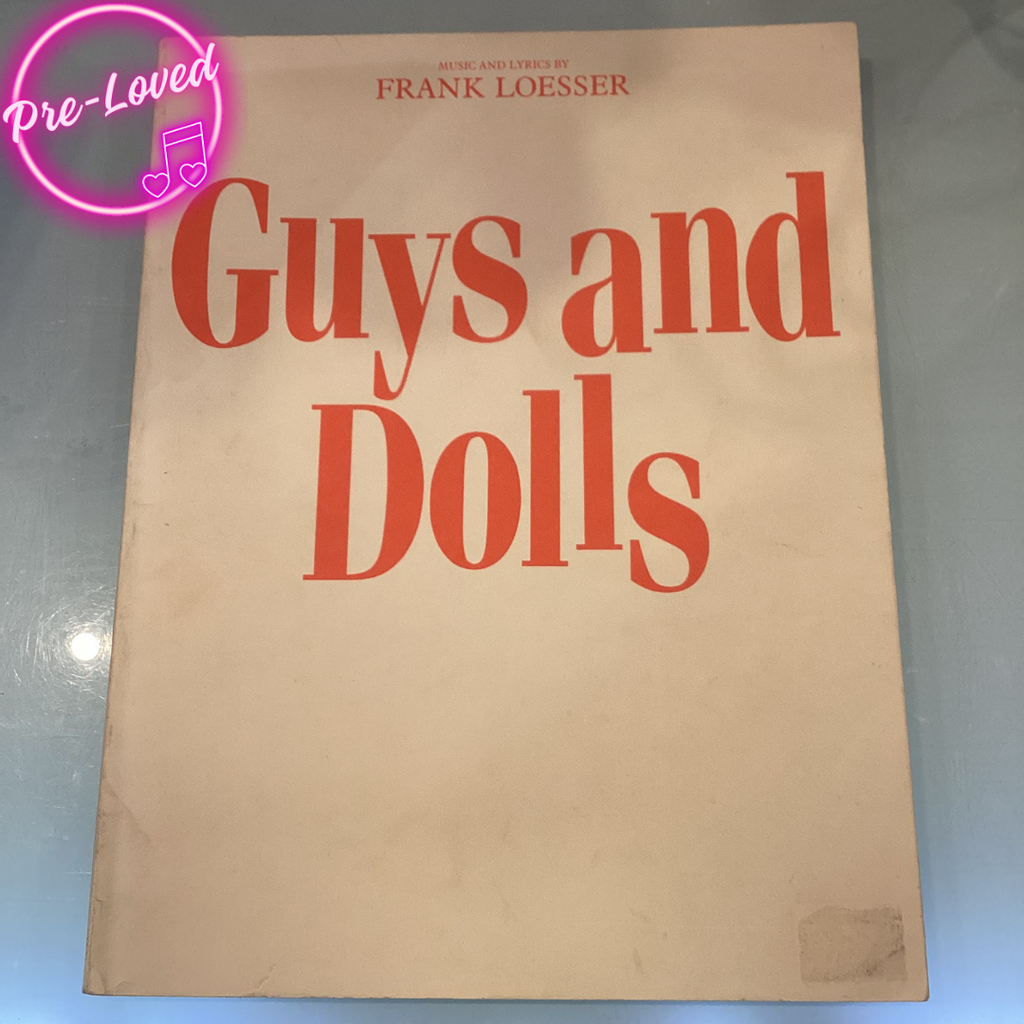 Pre-Loved
MUSIC AND LYRICS BY
FRANK LOESSER
Guys and
Dolls